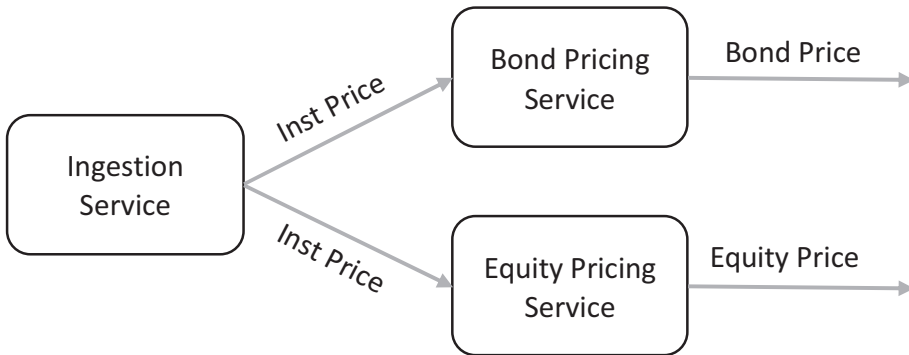 Ingestion
Service
Inst Price
Inst Price
Bond Pricing
Service
Bond Price
Equity Pricing
Service
Equity Price